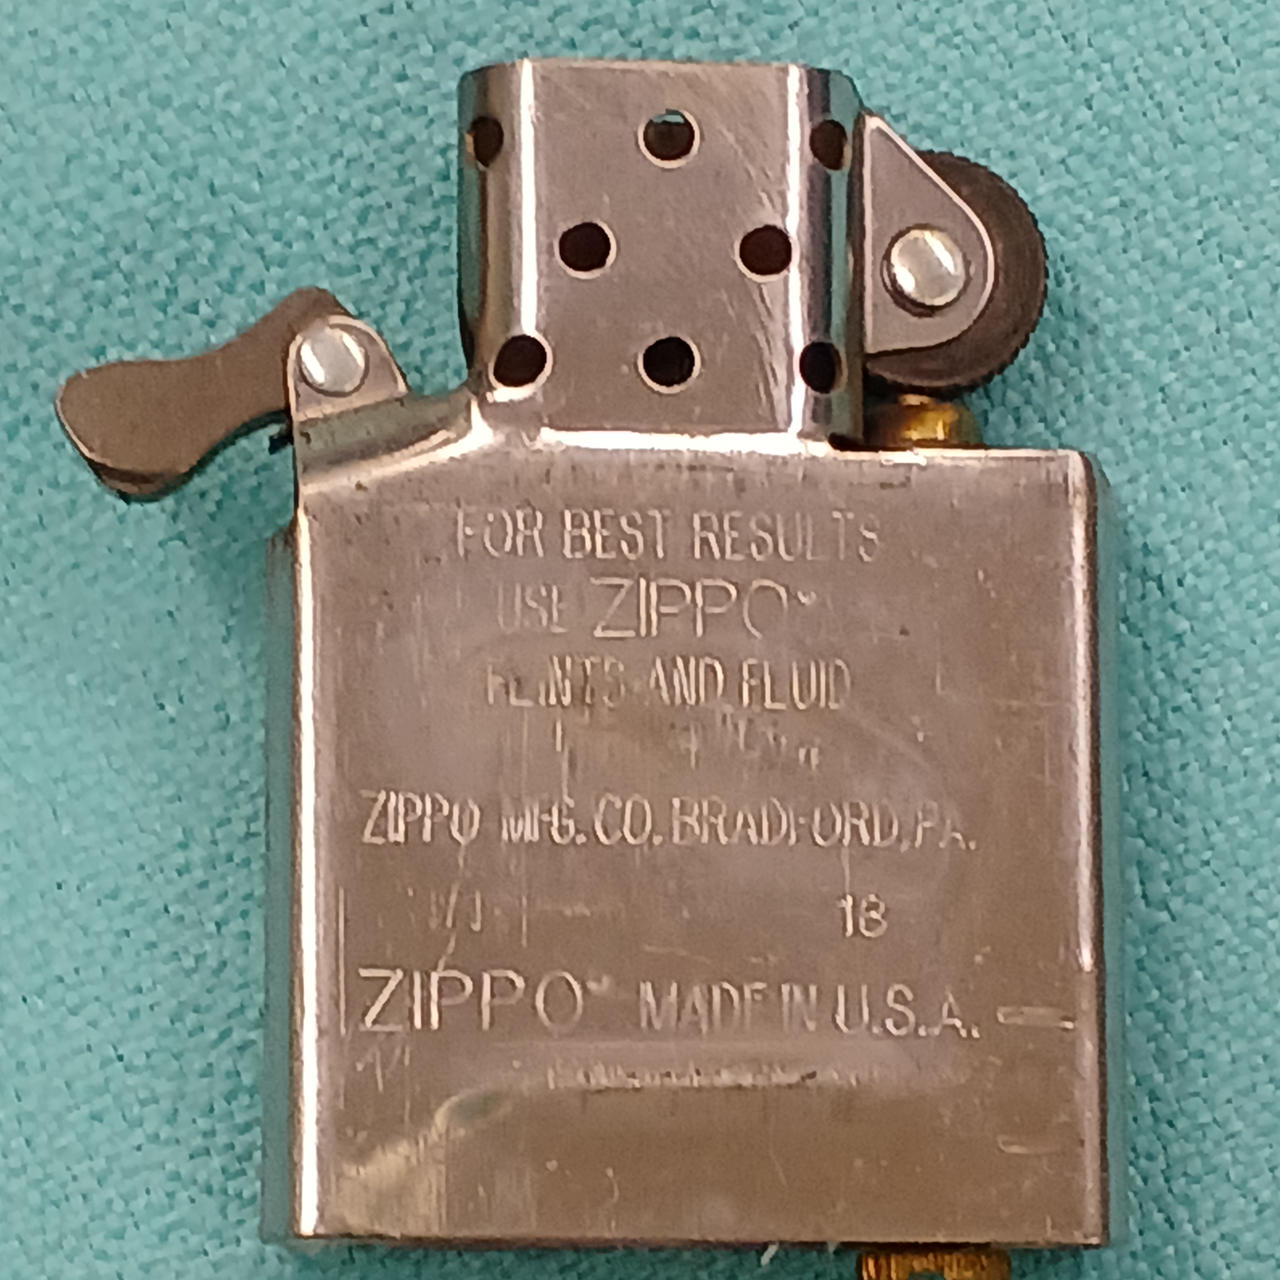 FOR BEST RESULTS
USE ZIPPO
FLINTS AND FLUID
ZIPPO MFG. CO. BRADFORD, PA.
18
ZIPPO MADE IN U.S.A.